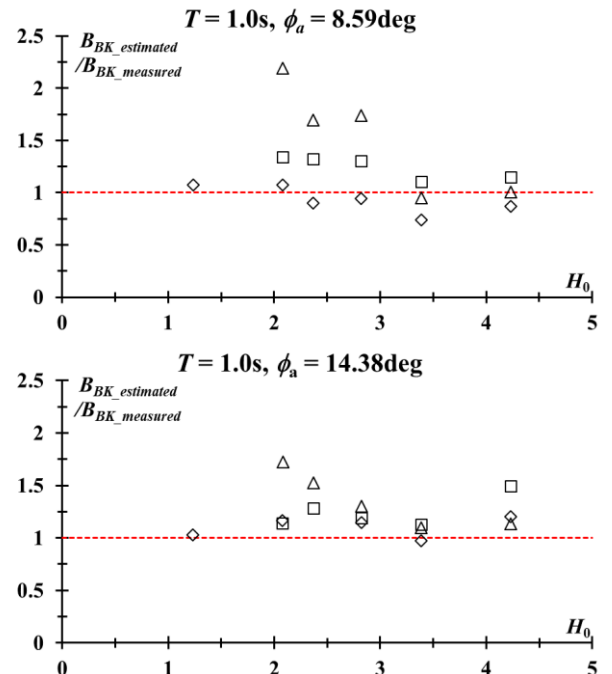 T = 1.0s, ϕa = 8.59deg
2.5
BBK_estimated
/BBK_measured
2
1.5
1
0.5
H0
0
0 1 2 3 4 5
T = 1.0s, ϕa = 14.38deg
2.5
BBK_estimated
/BBK_measured
2
1.5
1
0.5
H0
0
0 1 2 3 4 5